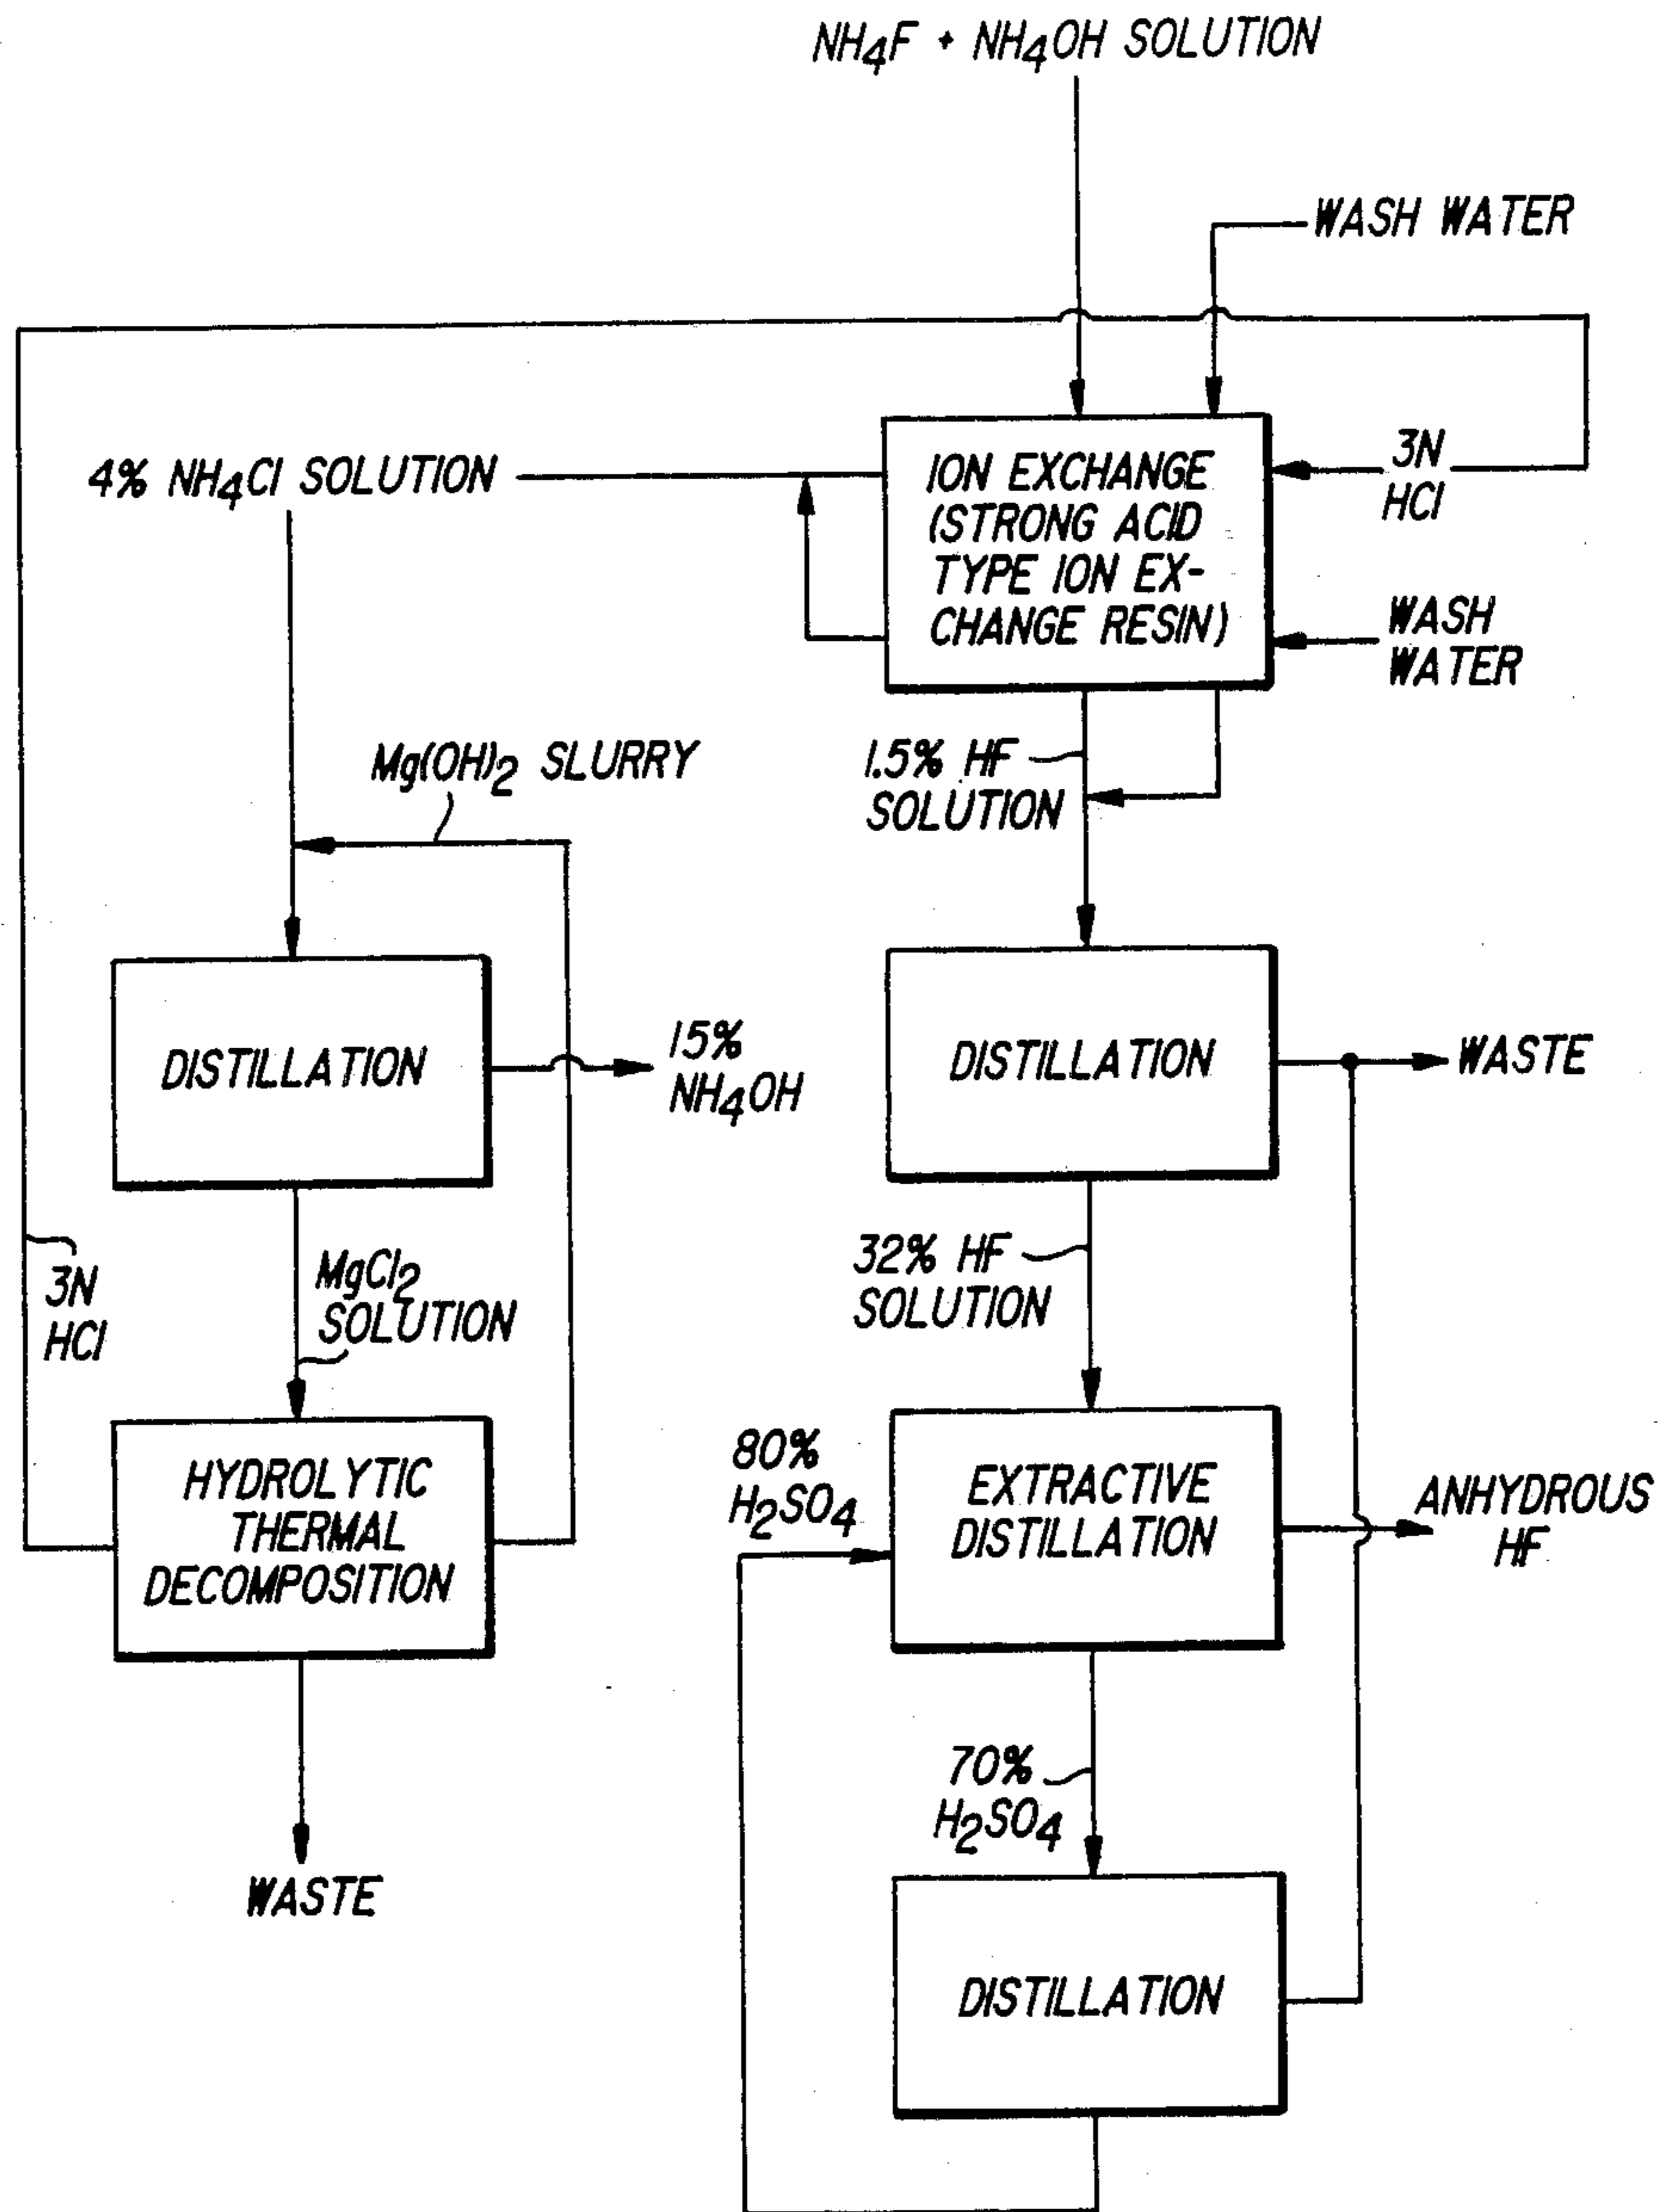 NH4F + NH4OH SOLUTION
WASH WATER
4% NH4Cl SOLUTION
ION EXCHANGE
(STRONG ACID
TYPE ION EX-
CHANGE RESIN)
3N
HCl
WASH
WATER
Mg(OH)2 SLURRY
1.5% HF
SOLUTION
DISTILLATION
15%
NH4OH
DISTILLATION
WASTE
3N
HCl
MgCl2
SOLUTION
32% HF
SOLUTION
HYDROLYTIC
THERMAL
DECOMPOSITION
80%
H2SO4
EXTRACTIVE
DISTILLATION
ANHYDROUS
HF
70%
H2SO4
WASTE
DISTILLATION